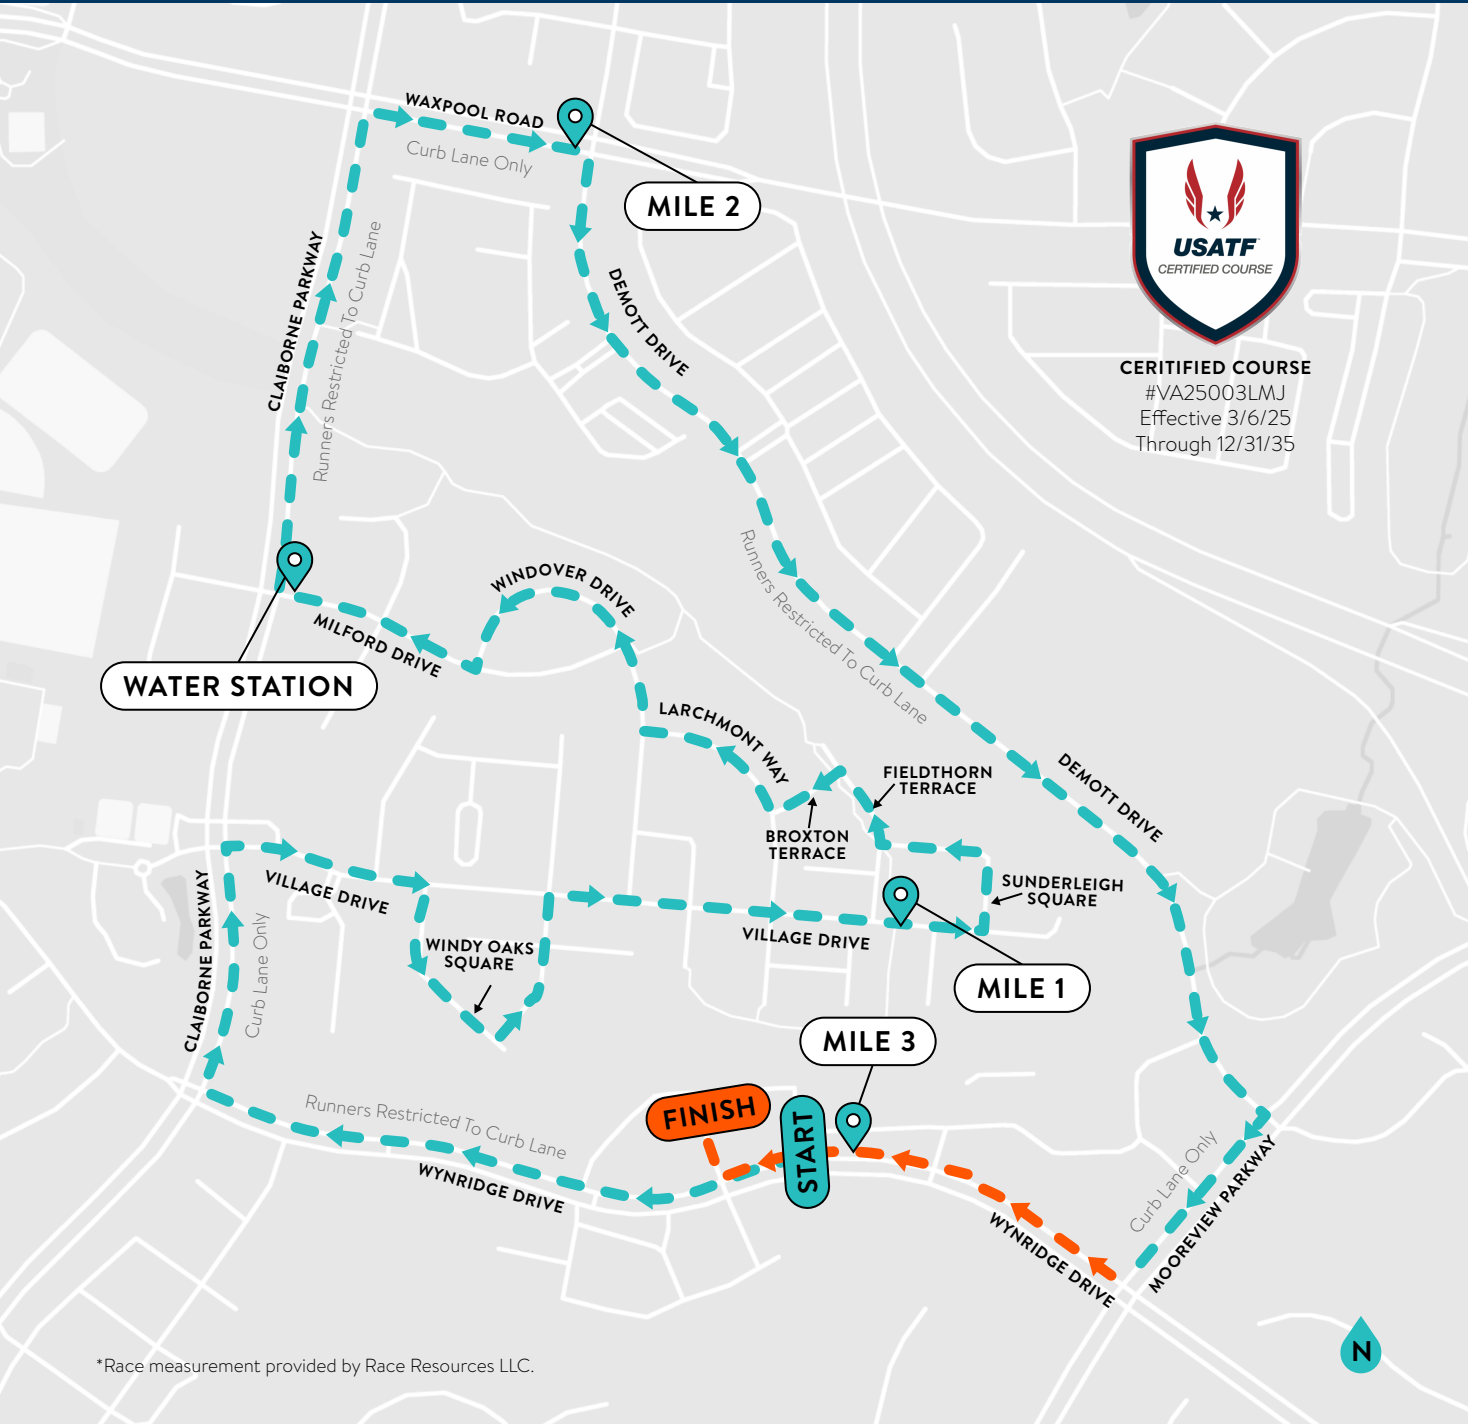 WAXPOOL ROAD
Curb Lane Only
MILE 2
USATF
CERTIFIED COURSE
CERITIFIED COURSE
#VA25003LMJ
Effective 3/6/25
Through 12/31/35
CLAIBORNE PARKWAY
Runners Restricted To Curb Lane
DEMOTT DRIVE
Runners Restricted To Curb Lane
WINDOVER DRIVE
MILFORD DRIVE
WATER STATION
LARCHMONT WAY
FIELDTHORN
TERRACE
BROXTON
TERRACE
DEMOTT DRIVE
SUNDERLEIGH
SQUARE
VILLAGE DRIVE
WINDY OAKS
SQUARE
VILLAGE DRIVE
CLAIBORNE PARKWAY
Curb Lane Only
MILE 1
MILE 3
FINISH
START
Runners Restricted To Curb Lane
WYNRIDGE DRIVE
WYNRIDGE DRIVE
Curb Lane Only
MOOREVIEW PARKWAY
*Race measurement provided by Race Resources LLC.
N